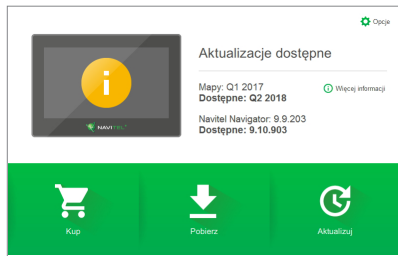 Opcje
Aktualizacje dostępne
Mapy: Q1 2017
Dostępne: Q2 2018
Więcej informacji
Navitel Navigator: 9.9.203
Dostępne: 9.10.903
NAVITEL
Kup
Pobierz
Aktualizuj